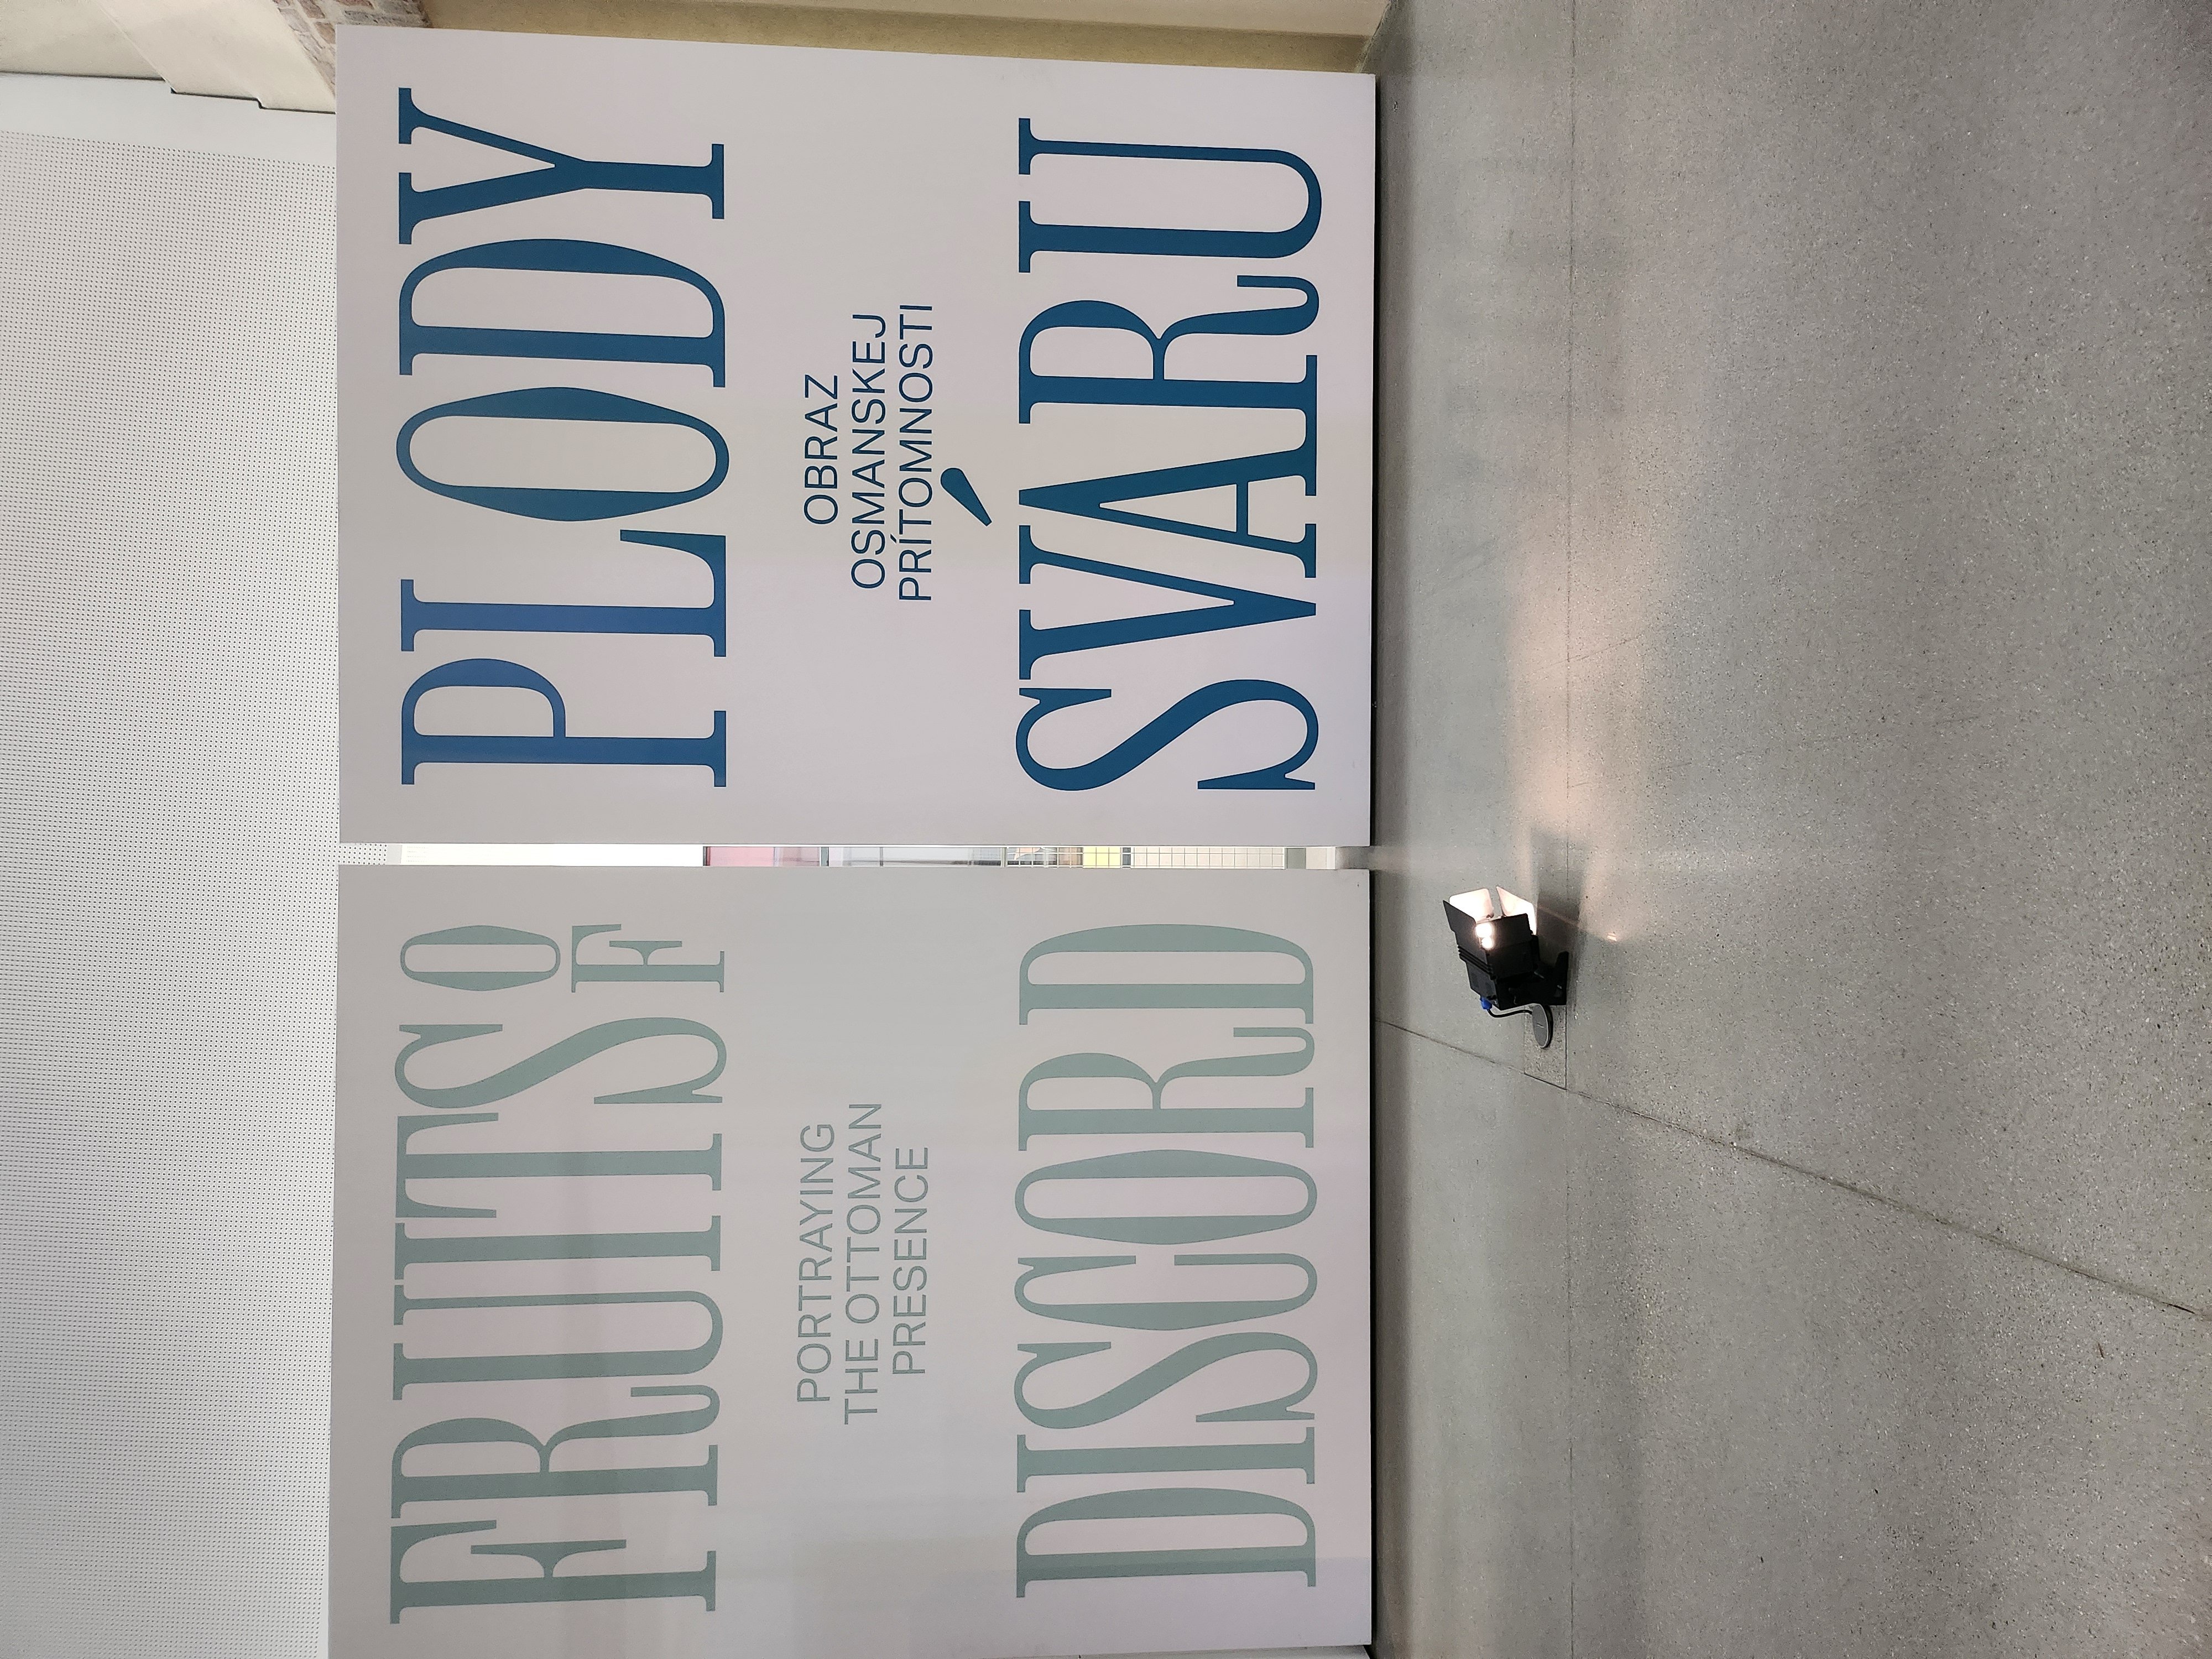 FRUITS OF
PORTRAYING
THE OTTOMAN
PRESENCE
DISCORD
PLODY
OBRAZ
OSMANSKEJ
PRÍTOMNOSTI
SVÁRU